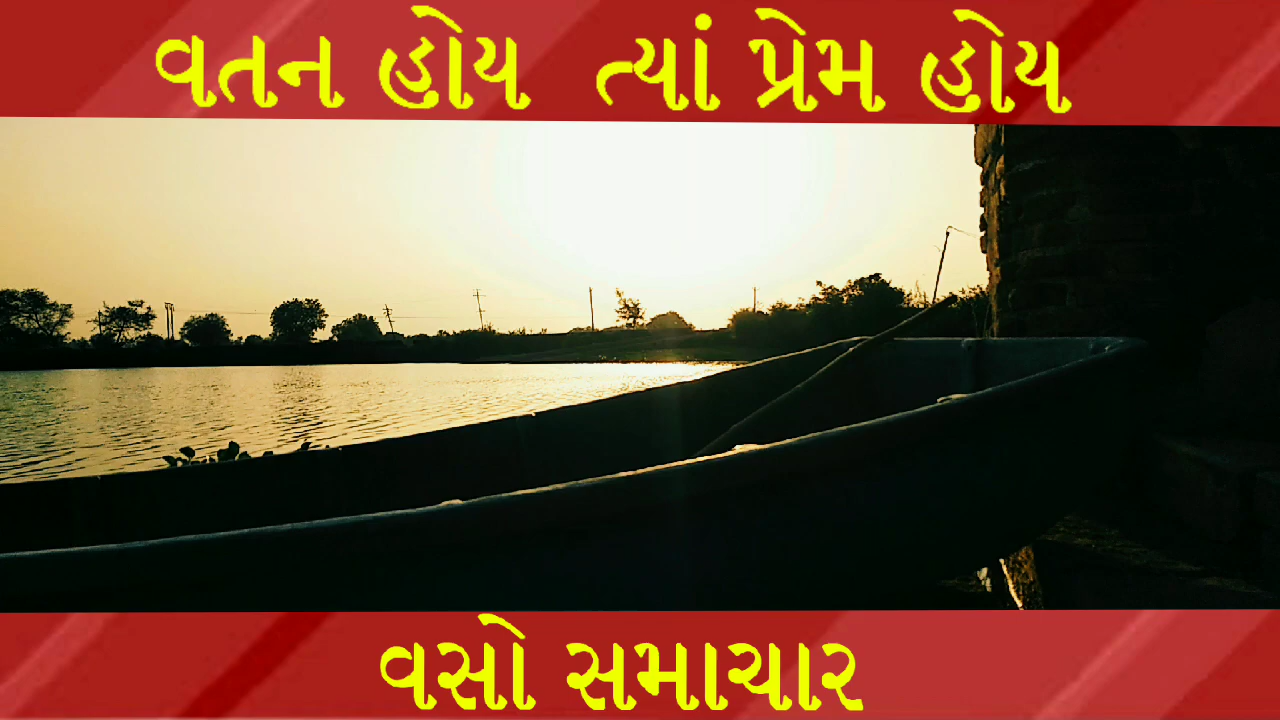 વતન હોય ત્યાં પ્રેમ હોય
વસો સમાચાર